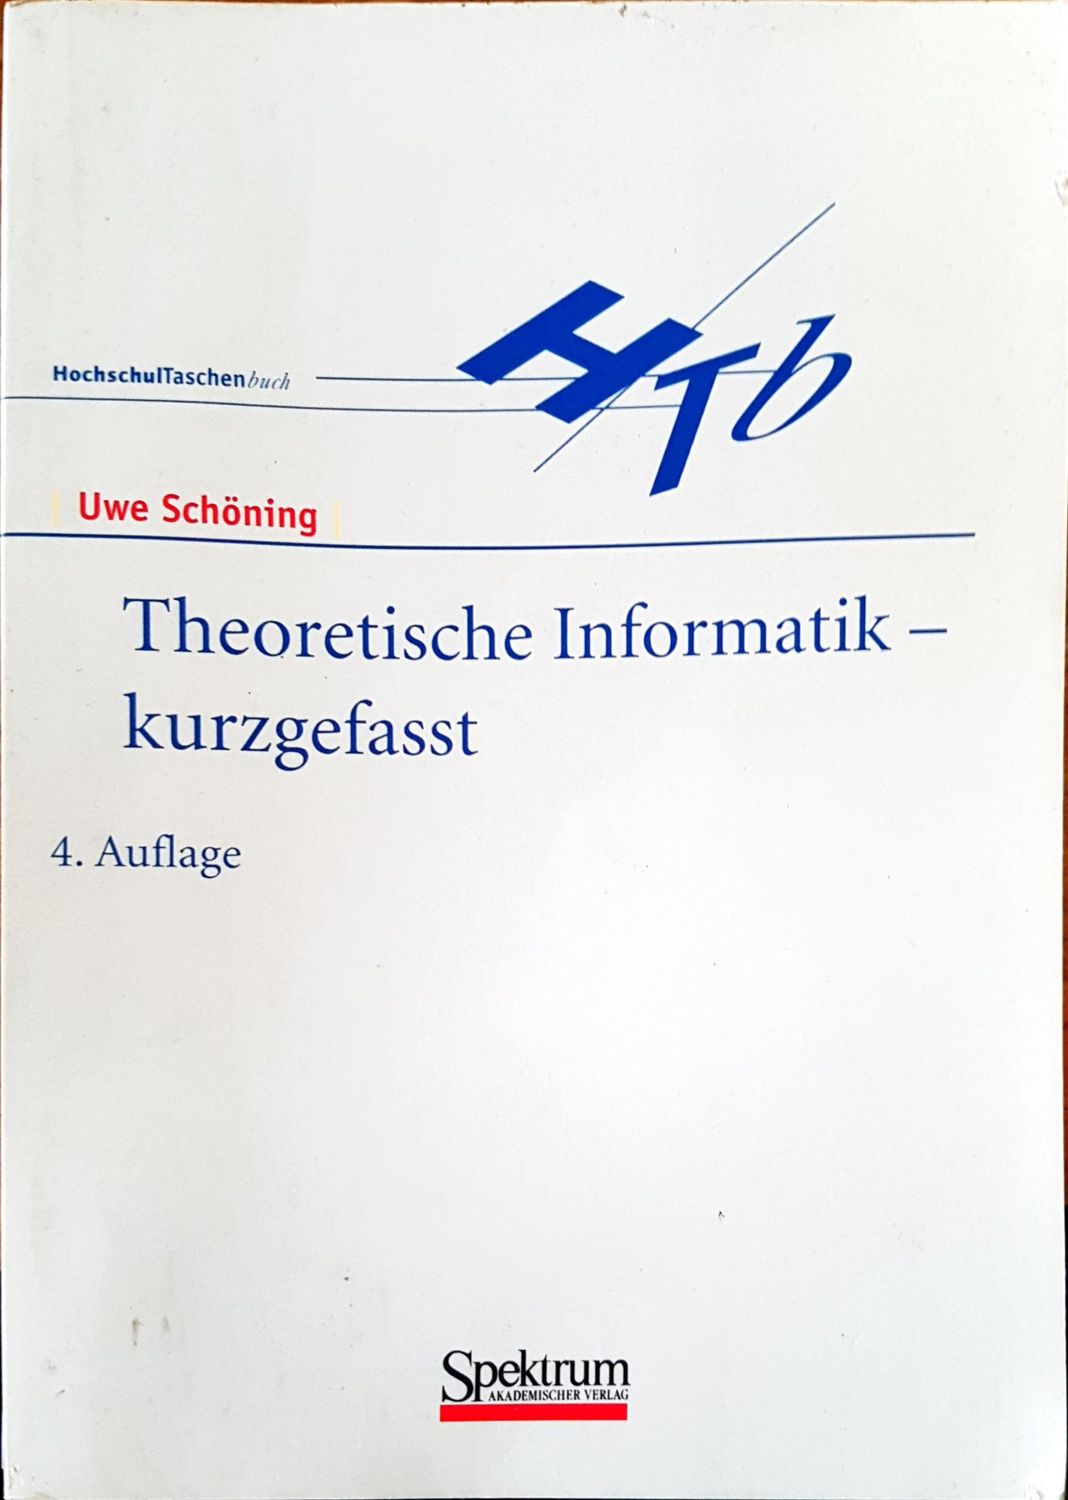 HTb
HochschulTaschenbuch
Uwe Schöning
Theoretische Informatik –
kurzgefasst
4. Auflage
Spektrum
AKADEMISCHER VERLAG